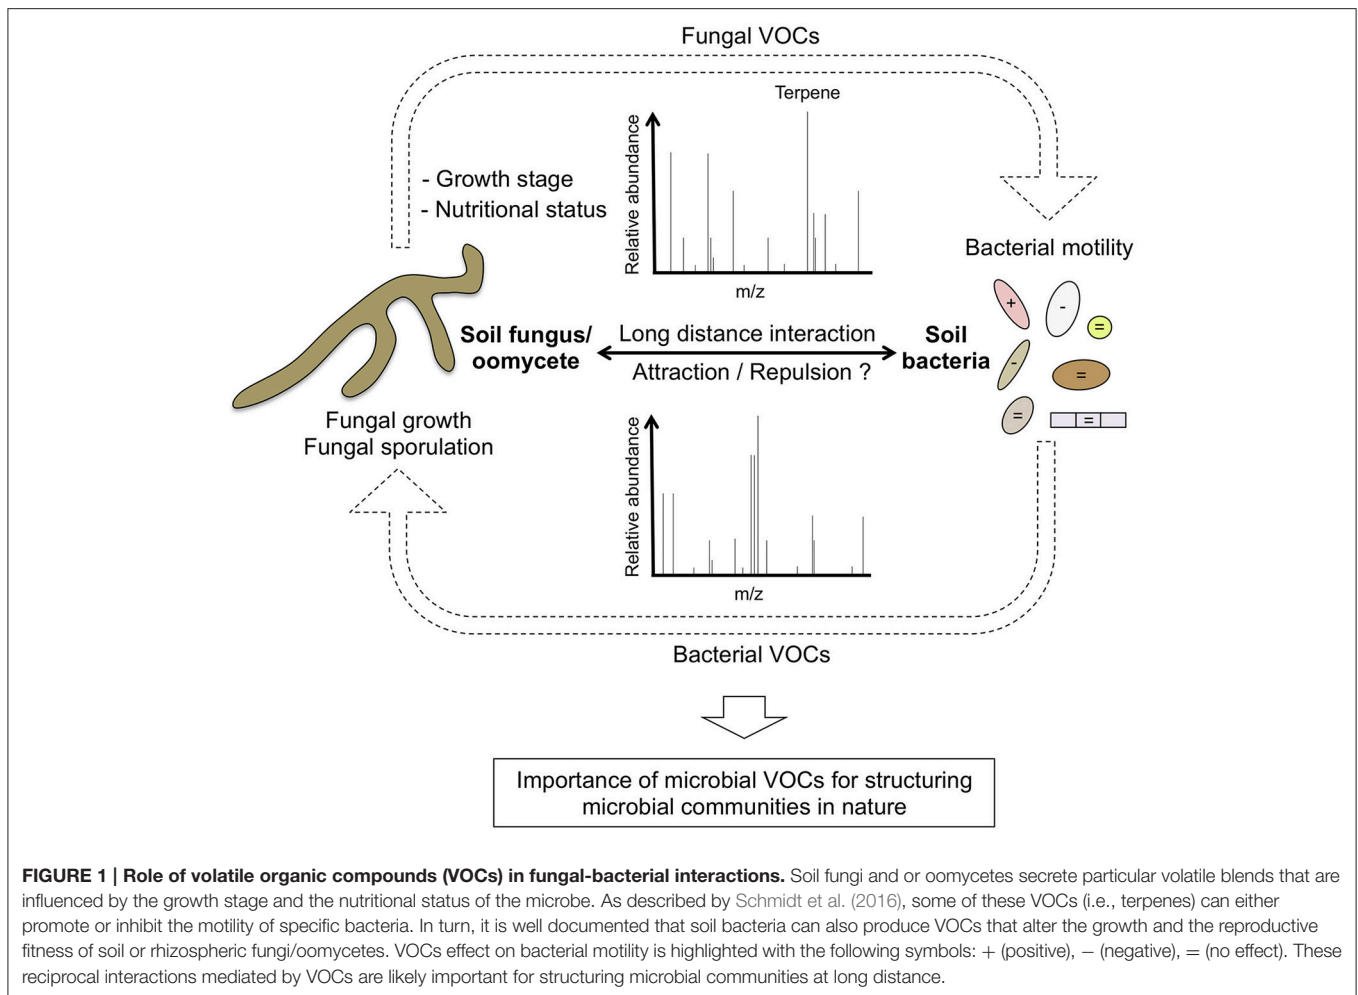 Fungal VOCs
Terpene
Relative abundance
m/z
- Growth stage
- Nutritional status
Bacterial motility
+
-
=
-
=
=
=
Soil fungus/
oomycete
Long distance interaction
Attraction / Repulsion ?
Soil
bacteria
Fungal growth
Fungal sporulation
Relative abundance
m/z
Bacterial VOCs
Importance of microbial VOCs for structuring
microbial communities in nature
FIGURE 1 | Role of volatile organic compounds (VOCs) in fungal-bacterial interactions. Soil fungi and or oomycetes secrete particular volatile blends that are
influenced by the growth stage and the nutritional status of the microbe. As described by Schmidt et al. (2016), some of these VOCs (i.e., terpenes) can either
promote or inhibit the motility of specific bacteria. In turn, it is well documented that soil bacteria can also produce VOCs that alter the growth and the reproductive
fitness of soil or rhizospheric fungi/oomycetes. VOCs effect on bacterial motility is highlighted with the following symbols: + (positive), − (negative), = (no effect). These
reciprocal interactions mediated by VOCs are likely important for structuring microbial communities at long distance.